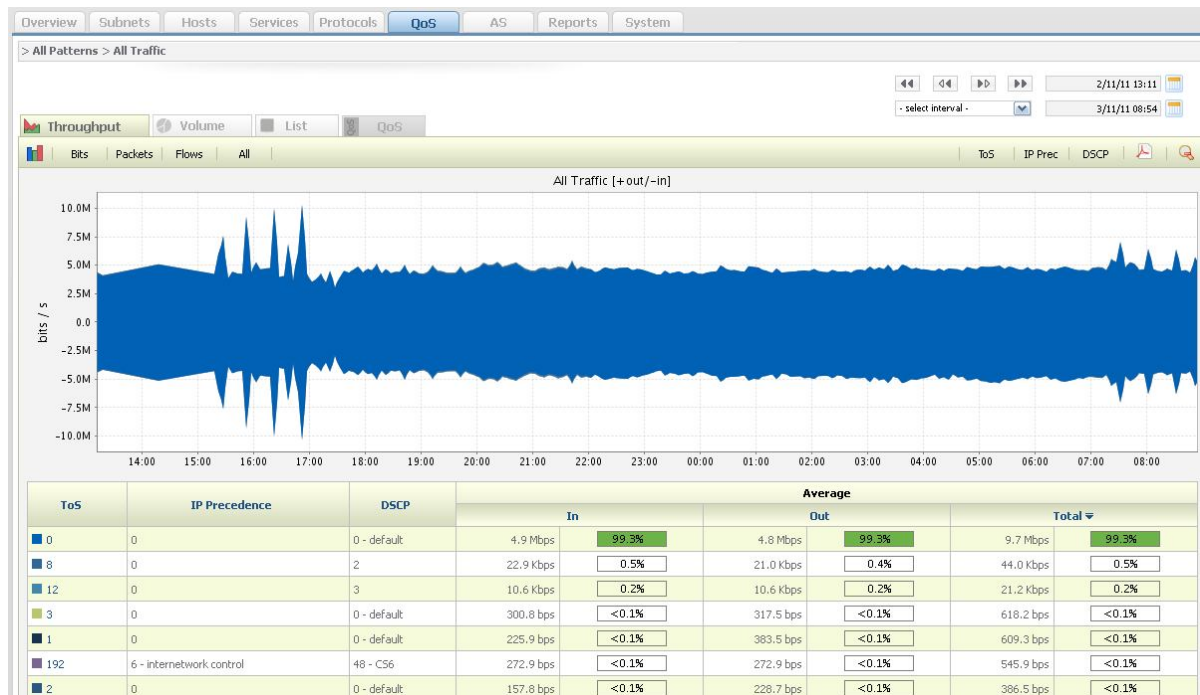 Overview Subnets Hosts Services Protocols QoS AS Reports System
> All Patterns > All Traffic
2/11/11 13:11
- select interval - 3/11/11 08:54
Throughput Volume List QoS QoS
Bits Packets Flows All ToS IP Prec DSCP
All Traffic [+out/-in]
10.0M
7.5M
5.0M
2.5M
0.0
-2.5M
-5.0M
-7.5M
-10.0M
bits / s
14:00 15:00 16:00 17:00 18:00 19:00 20:00 21:00 22:00 23:00 00:00 01:00 02:00 03:00 04:00 05:00 06:00 07:00 08:00
ToS IP Precedence DSCP Average
In Out Total
0 0 0 - default 4.9 Mbps 99.3% 4.8 Mbps 99.3% 9.7 Mbps 99.3%
8 0 2 22.9 Kbps 0.5% 21.0 Kbps 0.4% 44.0 Kbps 0.5%
12 0 3 10.6 Kbps 0.2% 10.6 Kbps 0.2% 21.2 Kbps 0.2%
3 0 0 - default 300.8 bps <0.1% 317.5 bps <0.1% 618.2 bps <0.1%
1 0 0 - default 225.9 bps <0.1% 383.5 bps <0.1% 609.3 bps <0.1%
192 6 - internetwork control 48 - CS6 272.9 bps <0.1% 272.9 bps <0.1% 545.9 bps <0.1%
2 0 0 - default 157.8 bps <0.1% 228.7 bps <0.1% 386.5 bps <0.1%